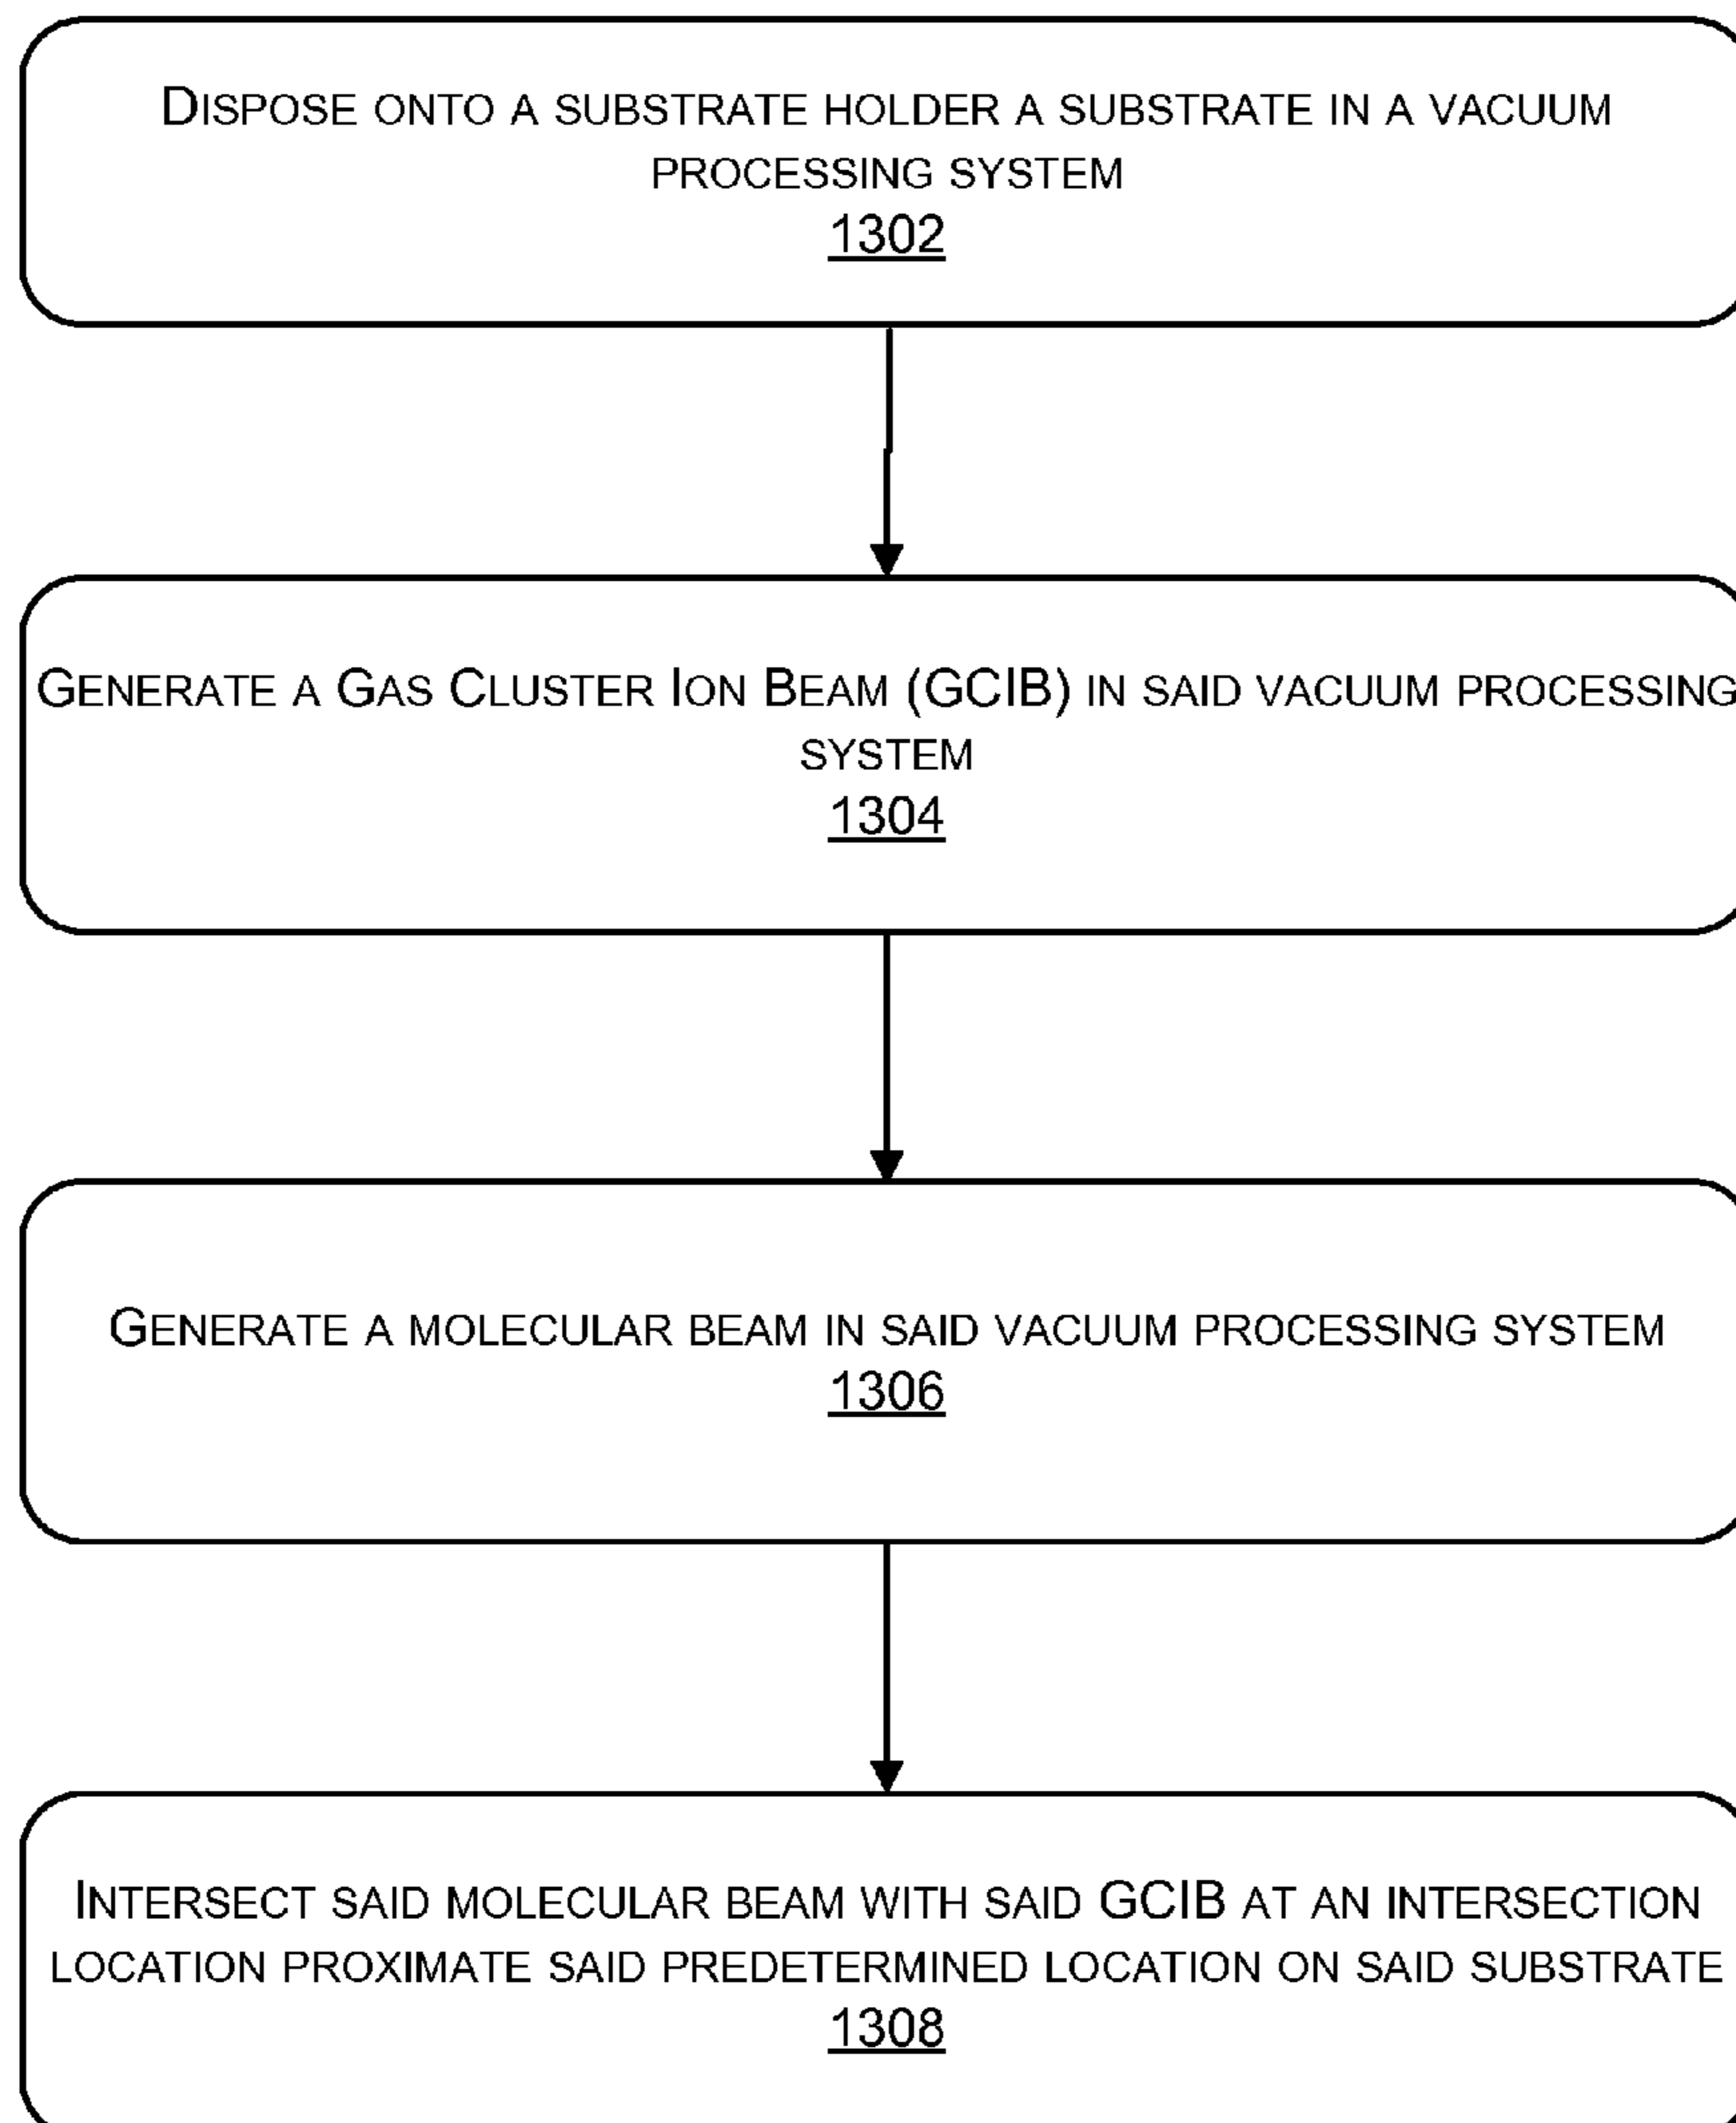 DISPOSE ONTO A SUBSTRATE HOLDER A SUBSTRATE IN A VACUUM
PROCESSING SYSTEM
1302
GENERATE A GAS CLUSTER ION BEAM (GCIB) IN SAID VACUUM PROCESSING
SYSTEM
1304
GENERATE A MOLECULAR BEAM IN SAID VACUUM PROCESSING SYSTEM
1306
INTERSECT SAID MOLECULAR BEAM WITH SAID GCIB AT AN INTERSECTION
LOCATION PROXIMATE SAID PREDETERMINED LOCATION ON SAID SUBSTRATE
1308